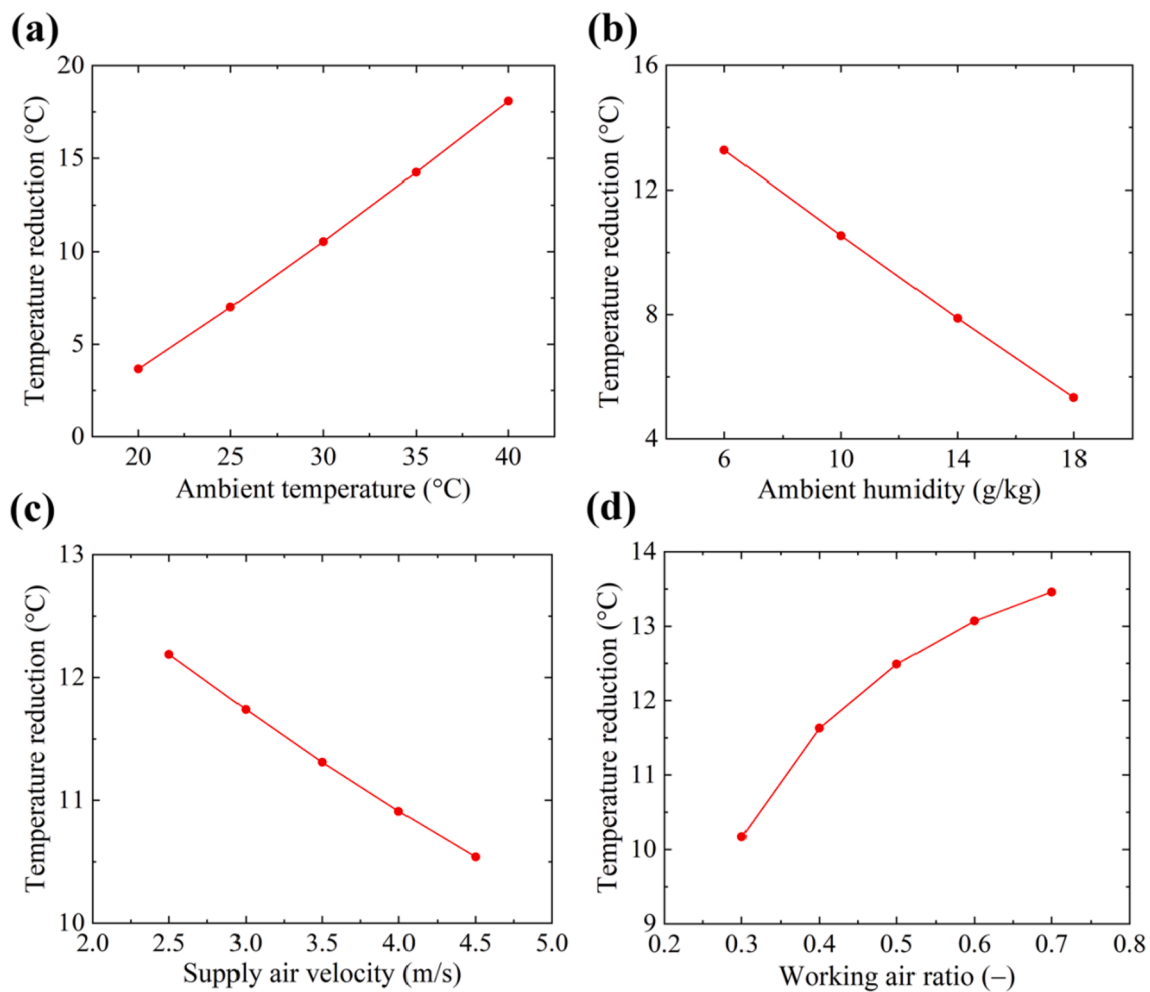 (a)
Temperature reduction (°C)
20
15
10
5
0
20 25 30 35 40
Ambient temperature (°C)
(b)
Temperature reduction (°C)
16
12
8
4
6 10 14 18
Ambient humidity (g/kg)
(c)
Temperature reduction (°C)
13
12
11
10
2.0 2.5 3.0 3.5 4.0 4.5 5.0
Supply air velocity (m/s)
(d)
Temperature reduction (°C)
14
13
12
11
10
9
0.2 0.3 0.4 0.5 0.6 0.7 0.8
Working air ratio (–)